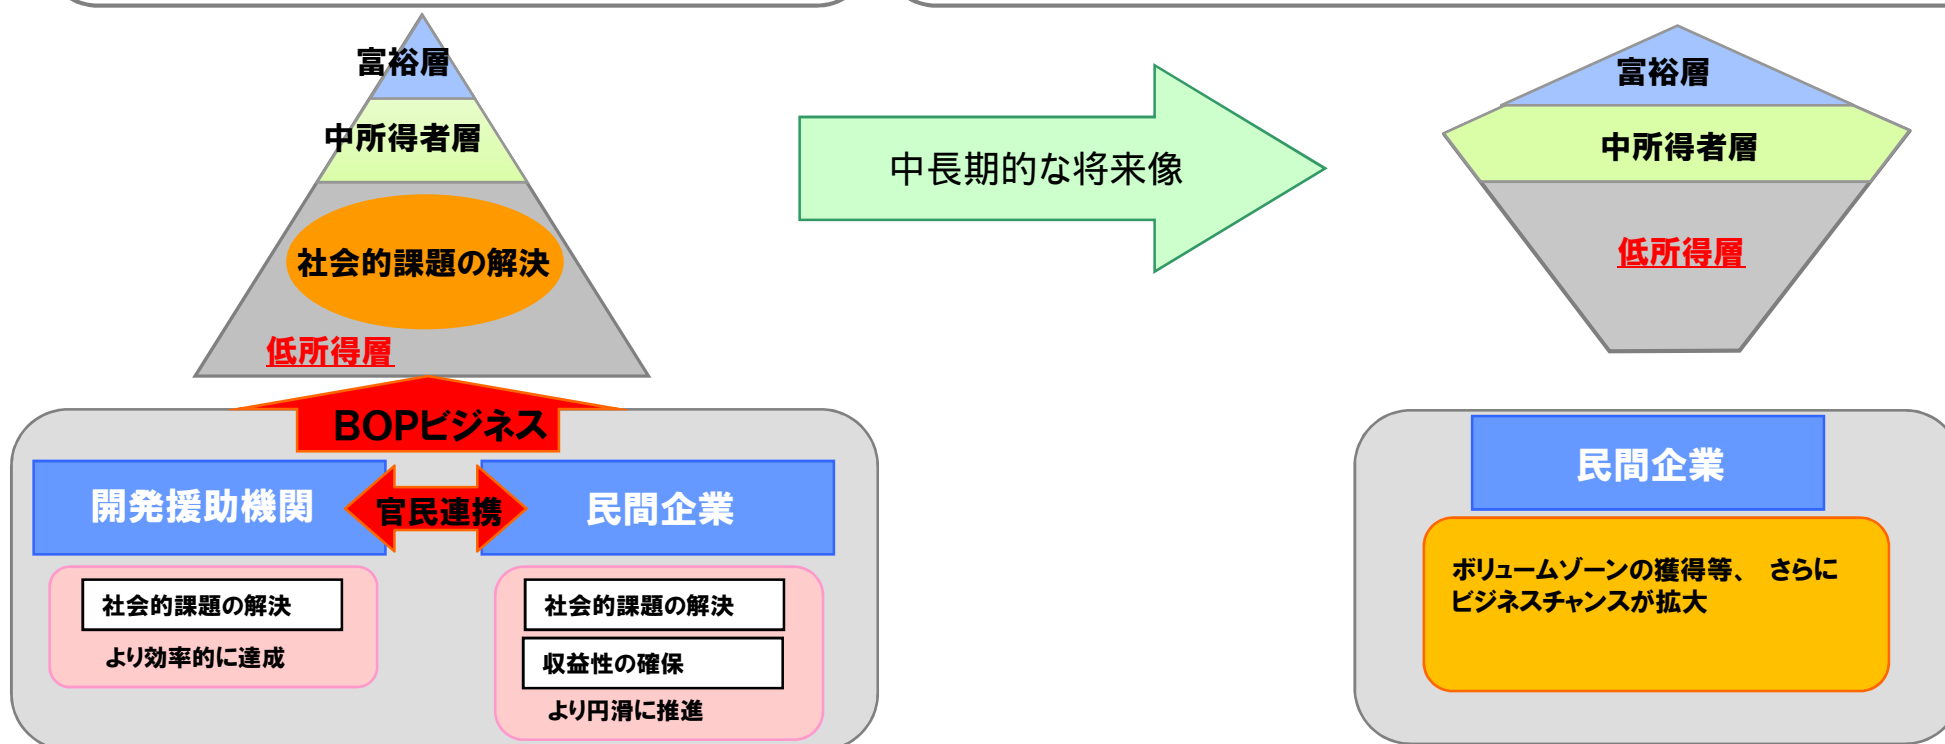 富裕層
中所得者層
社会的課題の解決
低所得層
中長期的な将来像
富裕層
中所得者層
低所得層
BOPビジネス
開発援助機関
官民連携
民間企業
社会的課題の解決
より効率的に達成
社会的課題の解決
収益性の確保
より円滑に推進
民間企業
ボリュームゾーンの獲得等、 さらに
ビジネスチャンスが拡大